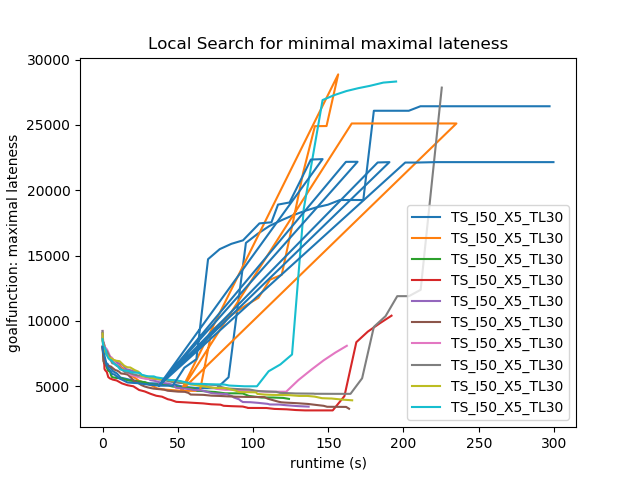 Local Search for minimal maximal lateness
goalfunction: maximal lateness
30000
25000
20000
15000
10000
5000
0
50
100
150
200
250
300
runtime (s)
TS_I50_X5_TL30
TS_I50_X5_TL30
TS_I50_X5_TL30
TS_I50_X5_TL30
TS_I50_X5_TL30
TS_I50_X5_TL30
TS_I50_X5_TL30
TS_I50_X5_TL30
TS_I50_X5_TL30
TS_I50_X5_TL30